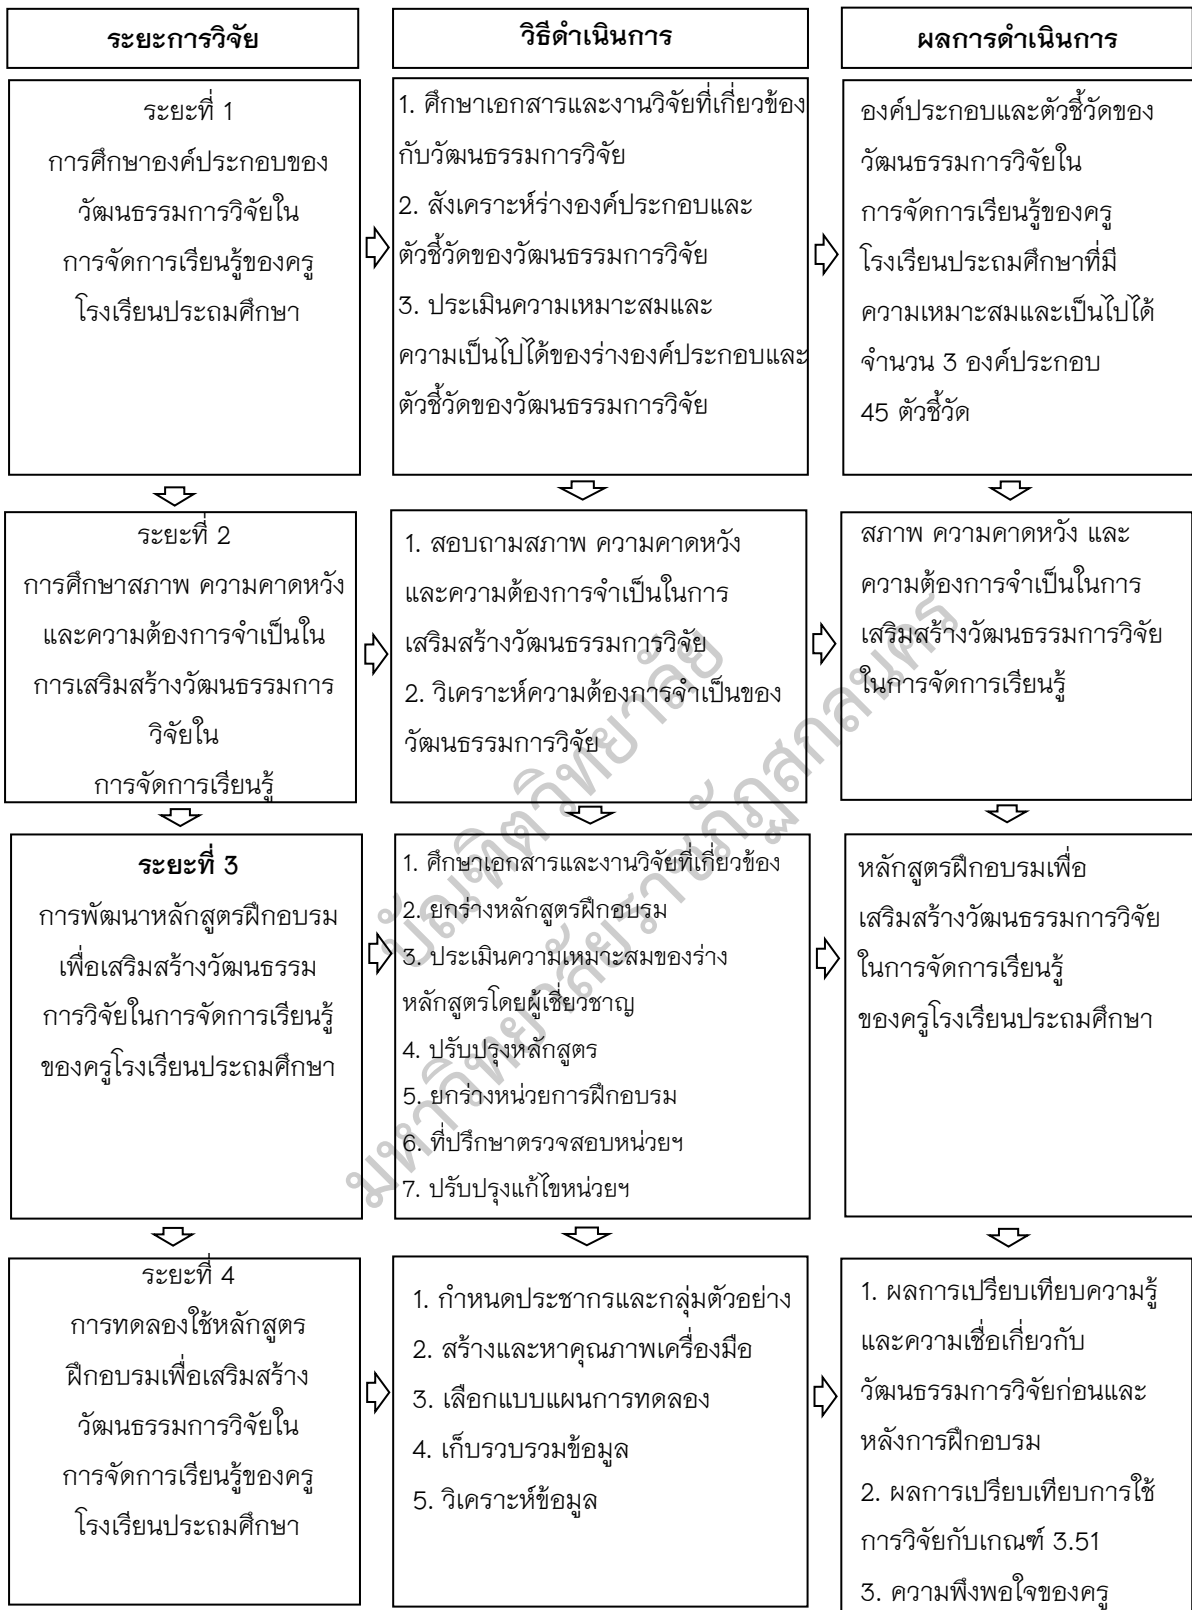 ระยะการวิจัย
วิธีดำเนินการ
ผลการดำเนินการ
ระยะที่ 1
การศึกษาองค์ประกอบของ
วัฒนธรรมการวิจัยใน
การจัดการเรียนรู้ของครู
โรงเรียนประถมศึกษา
1. ศึกษาเอกสารและงานวิจัยที่เกี่ยวข้อง
กับวัฒนธรรมการวิจัย
2. สังเคราะห์ร่างองค์ประกอบและ
ตัวชี้วัดของวัฒนธรรมการวิจัย
3. ประเมินความเหมาะสมและ
ความเป็นไปได้ของร่างองค์ประกอบและ
ตัวชี้วัดของวัฒนธรรมการวิจัย
องค์ประกอบและตัวชี้วัดของ
วัฒนธรรมการวิจัยใน
การจัดการเรียนรู้ของครู
โรงเรียนประถมศึกษาที่มี
ความเหมาะสมและเป็นไปได้
จำนวน 3 องค์ประกอบ
45 ตัวชี้วัด
ระยะที่ 2
การศึกษาสภาพ ความคาดหวัง
และความต้องการจำเป็นใน
การเสริมสร้างวัฒนธรรมการ
วิจัยใน
การจัดการเรียนรู้
1. สอบถามสภาพ ความคาดหวัง
และความต้องการจำเป็นในการ
เสริมสร้างวัฒนธรรมการวิจัย
2. วิเคราะห์ความต้องการจำเป็นของ
วัฒนธรรมการวิจัย
สภาพ ความคาดหวัง และ
ความต้องการจำเป็นในการ
เสริมสร้างวัฒนธรรมการวิจัย
ในการจัดการเรียนรู้
ระยะที่ 3
การพัฒนาหลักสูตรฝึกอบรม
เพื่อเสริมสร้างวัฒนธรรม
การวิจัยในการจัดการเรียนรู้
ของครูโรงเรียนประถมศึกษา
1. ศึกษาเอกสารและงานวิจัยที่เกี่ยวข้อง
2. ยกร่างหลักสูตรฝึกอบรม
3. ประเมินความเหมาะสมของร่าง
หลักสูตรโดยผู้เชี่ยวชาญ
4. ปรับปรุงหลักสูตร
5. ยกร่างหน่วยการฝึกอบรม
6. ที่ปรึกษาตรวจสอบหน่วยฯ
7. ปรับปรุงแก้ไขหน่วยฯ
หลักสูตรฝึกอบรมเพื่อ
เสริมสร้างวัฒนธรรมการวิจัย
ในการจัดการเรียนรู้
ของครูโรงเรียนประถมศึกษา
ระยะที่ 4
การทดลองใช้หลักสูตร
ฝึกอบรมเพื่อเสริมสร้าง
วัฒนธรรมการวิจัยใน
การจัดการเรียนรู้ของครู
โรงเรียนประถมศึกษา
1. กำหนดประชากรและกลุ่มตัวอย่าง
2. สร้างและหาคุณภาพเครื่องมือ
3. เลือกแบบแผนการทดลอง
4. เก็บรวบรวมข้อมูล
5. วิเคราะห์ข้อมูล
1. ผลการเปรียบเทียบความรู้
และความเชื่อเกี่ยวกับ
วัฒนธรรมการวิจัยก่อนและ
หลังการฝึกอบรม
2. ผลการเปรียบเทียบการใช้
การวิจัยกับเกณฑ์ 3.51
3. ความพึงพอใจของครู
บัณฑิตวิทยาลัย
มหาวิทยาลัยราชภัฏสกลนคร